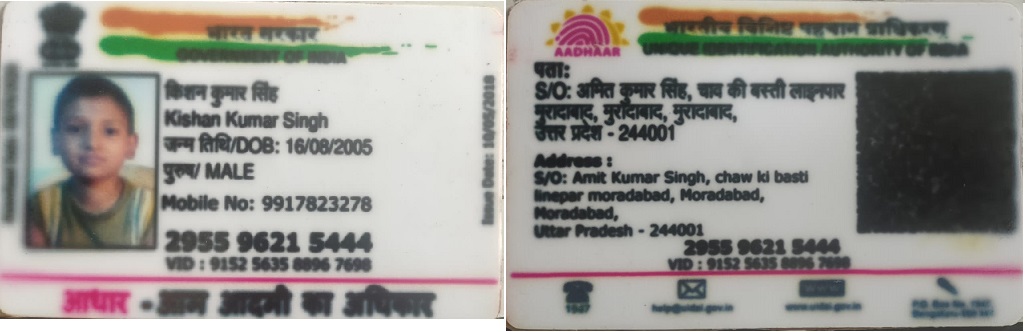 भारत सरकार
GOVERNMENT OF INDIA
किशन कुमार सिंह
Kishan Kumar Singh
जन्म तिथि/DOB: 16/08/2005
पुरुष/ MALE
Mobile No: 9917823278
2955 9621 5444
VID : 9152 5635 8896 7698
Issue Date: 10/05/2018
आधार - आम आदमी का अधिकार
भारतीय विशिष्ट पहचान प्राधिकरण
UNIQUE IDENTIFICATION AUTHORITY OF INDIA
AADHAAR
पता:
S/O: अमित कुमार सिंह, चाव की बस्ती लाइनपार
मुरादाबाद, मुरादाबाद, मुरादाबाद,
उत्तर प्रदेश - 244001
Address :
S/O: Amit Kumar Singh, chaw ki basti
linepar moradabad, Moradabad,
Moradabad,
Uttar Pradesh - 244001
2955 9621 5444
VID : 9152 5635 8896 7698
1947
help@uidai.gov.in
www.uidai.gov.in
P.O. Box No. 1947,